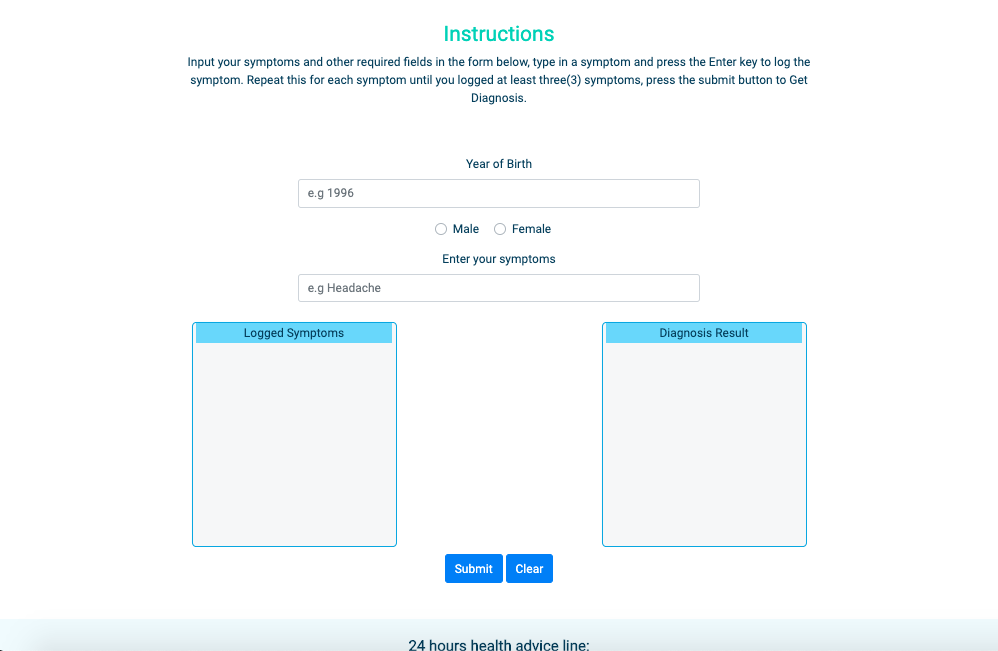 Instructions
Input your symptoms and other required fields in the form below, type in a symptom and press the Enter key to log the
symptom. Repeat this for each symptom until you logged at least three(3) symptoms, press the submit button to Get
Diagnosis.
Year of Birth
e.g 1996
Male Female
Enter your symptoms
e.g Headache
Logged Symptoms Diagnosis Result
Submit Clear
24 hours health advice line: